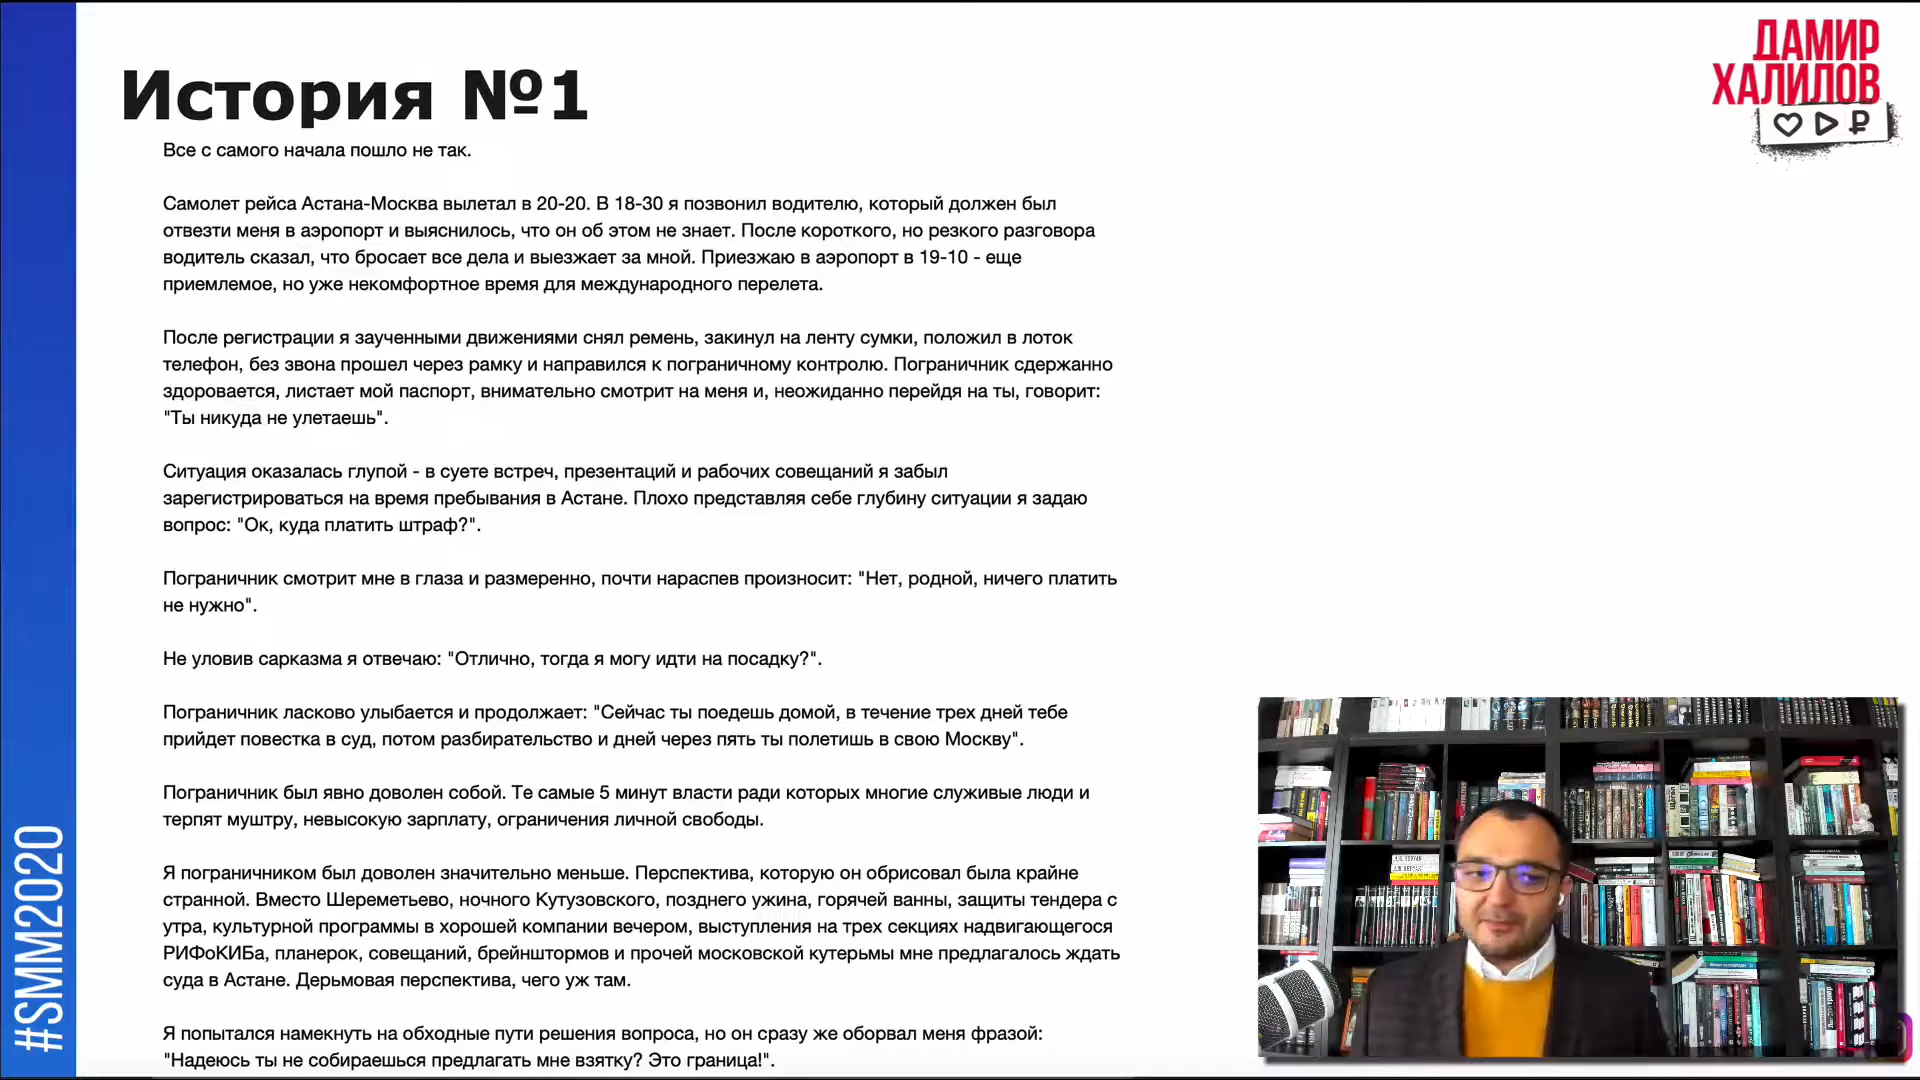 История №1
ДАМИР
ХАЛИЛОВ
Все с самого начала пошло не так.
Самолет рейса Астана-Москва вылетал в 20-20. В 18-30 я позвонил водителю, который должен был
отвезти меня в аэропорт и выяснилось, что он об этом не знает. После короткого, но резкого разговора
водитель сказал, что бросает все дела и выезжает за мной. Приезжаю в аэропорт в 19-10 - еще
приемлемое, но уже некомфортное время для международного перелета.
После регистрации я заученными движениями снял ремень, закинул на ленту сумки, положил в лоток
телефон, без звона прошел через рамку и направился к пограничному контролю. Пограничник сдержанно
здоровается, листает мой паспорт, внимательно смотрит на меня и, неожиданно перейдя на ты, говорит:
"Ты никуда не улетаешь".
Ситуация оказалась глупой - в суете встреч, презентаций и рабочих совещаний я забыл
зарегистрироваться на время пребывания в Астане. Плохо представляя себе глубину ситуации я задаю
вопрос: "Ок, куда платить штраф?".
Пограничник смотрит мне в глаза и размеренно, почти нараспев произносит: "Нет, родной, ничего платить
не нужно".
Не уловив сарказма я отвечаю: "Отлично, тогда я могу идти на посадку?".
Пограничник ласково улыбается и продолжает: "Сейчас ты поедешь домой, в течение трех дней тебе
прийдет повестка в суд, потом разбирательство и дней через пять ты полетишь в свою Москву".
Пограничник был явно доволен собой. Те самые 5 минут власти ради которых многие служивые люди и
терпят муштру, невысокую зарплату, ограничения личной свободы.
Я пограничником был доволен значительно меньше. Перспектива, которую он обрисовал была крайне
странной. Вместо Шереметьево, ночного Кутузовского, позднего ужина, горячей ванны, защиты тендера с
утра, культурной программы в хорошей компании вечером, выступления на трех секциях надвигающегося
РИФоКИБа, планерок, совещаний, брейнштормов и прочей московской кутерьмы мне предлагалось ждать
суда в Астане. Дерьмовая перспектива, чего уж там.
Я попытался намекнуть на обходные пути решения вопроса, но он сразу же оборвал меня фразой:
"Надеюсь ты не собираешься предлагать мне взятку? Это граница!".
#SMM2020